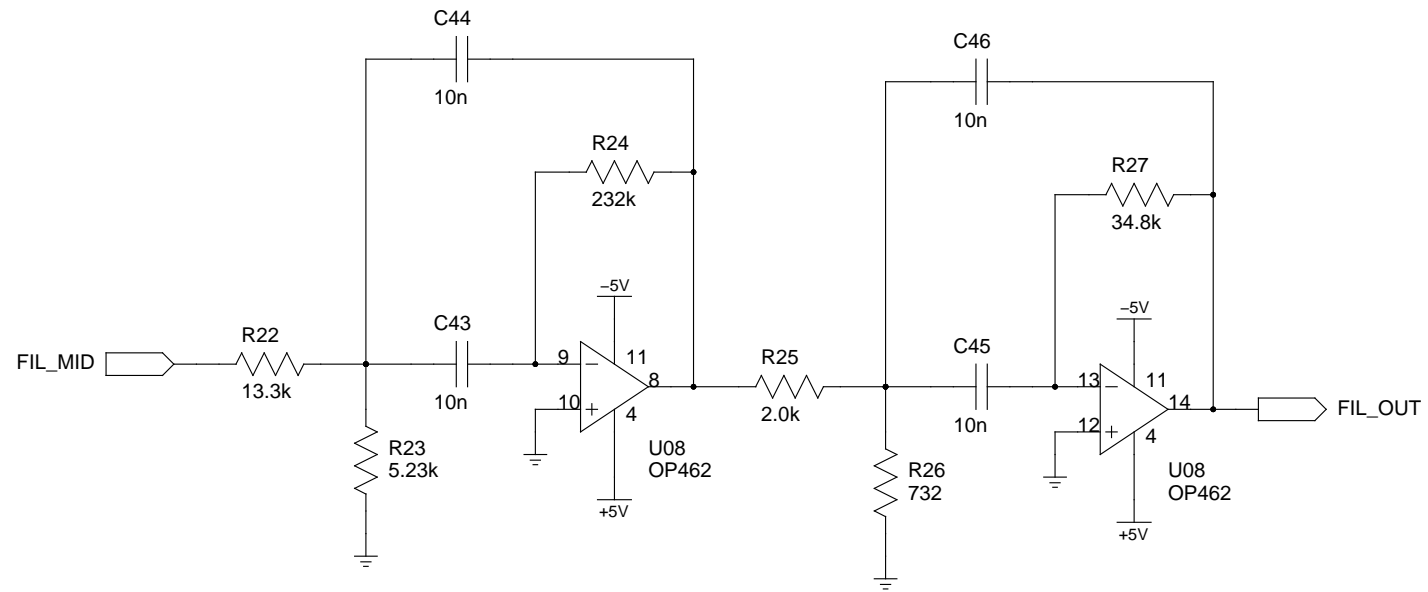 C44
10n
C46
10n
R24
232k
R27
34.8k
–5V
–5V
FIL_MID
R22
13.3k
C43
10n
9
–
11
8
10
+
4
R23
5.23k
U08
OP462
+5V
R25
2.0k
C45
10n
13
–
11
14
12
+
4
FIL_OUT
R26
732
U08
OP462
+5V